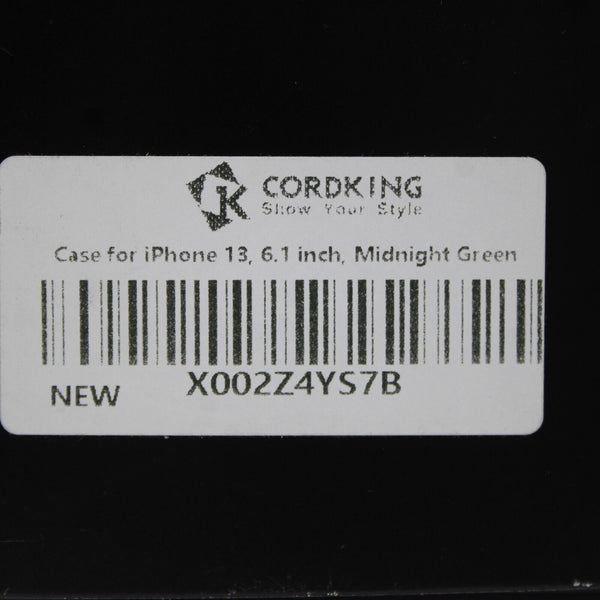 CORDKING
Show Your Style
Case for iPhone 13, 6.1 inch, Midnight Green
X002Z4YS7B
NEW